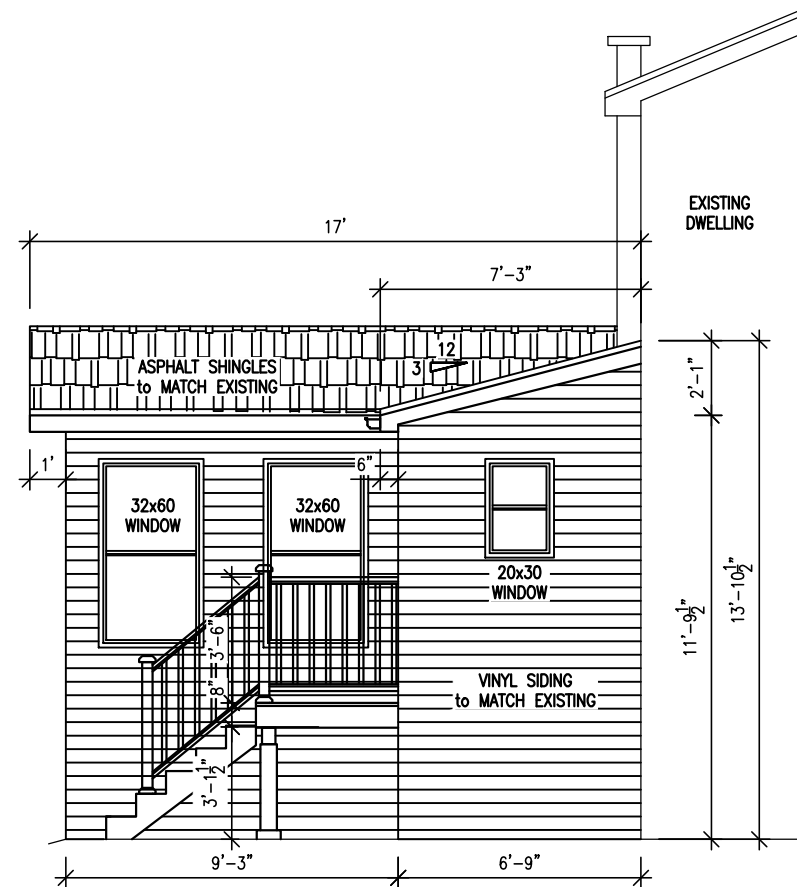 EXISTING
DWELLING
17'
7'-3"
12
3
ASPHALT SHINGLES
to MATCH EXISTING
2'-1"
1'
6"
32x60
WINDOW
32x60
WINDOW
20x30
WINDOW
13'-10½"
11'-9½"
3'-6"
8"
VINYL SIDING
to MATCH EXISTING
3'-1½"
9'-3"
6'-9"